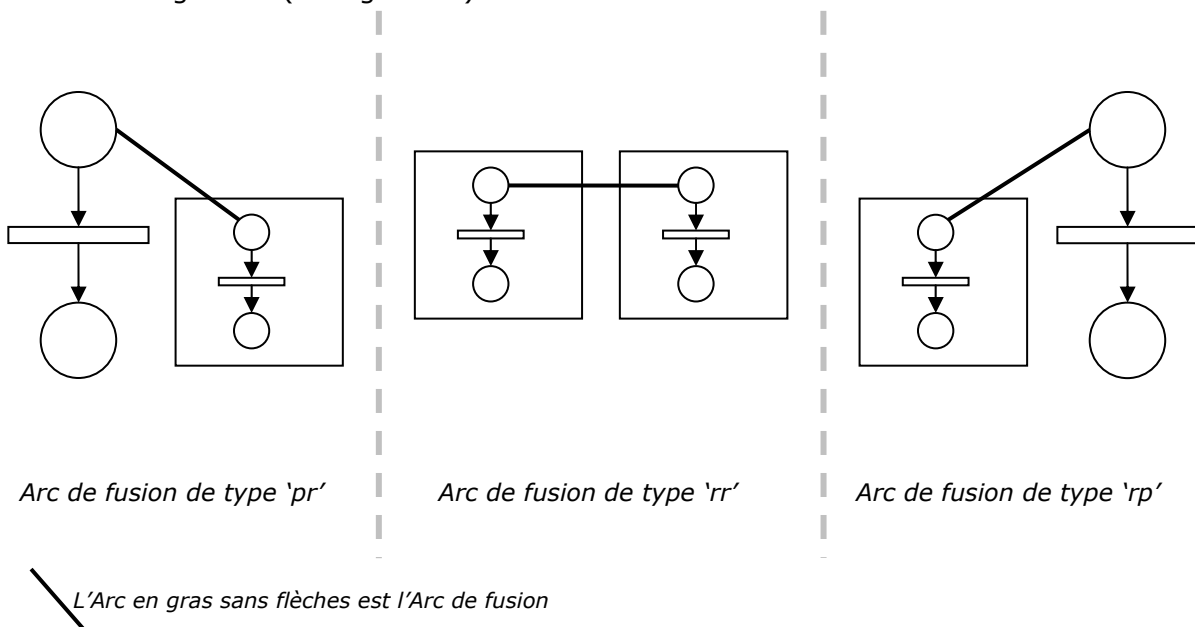 Arc de fusion de type ‘pr’
Arc de fusion de type ‘rr’
Arc de fusion de type ‘rp’
L’Arc en gras sans flèches est l’Arc de fusion